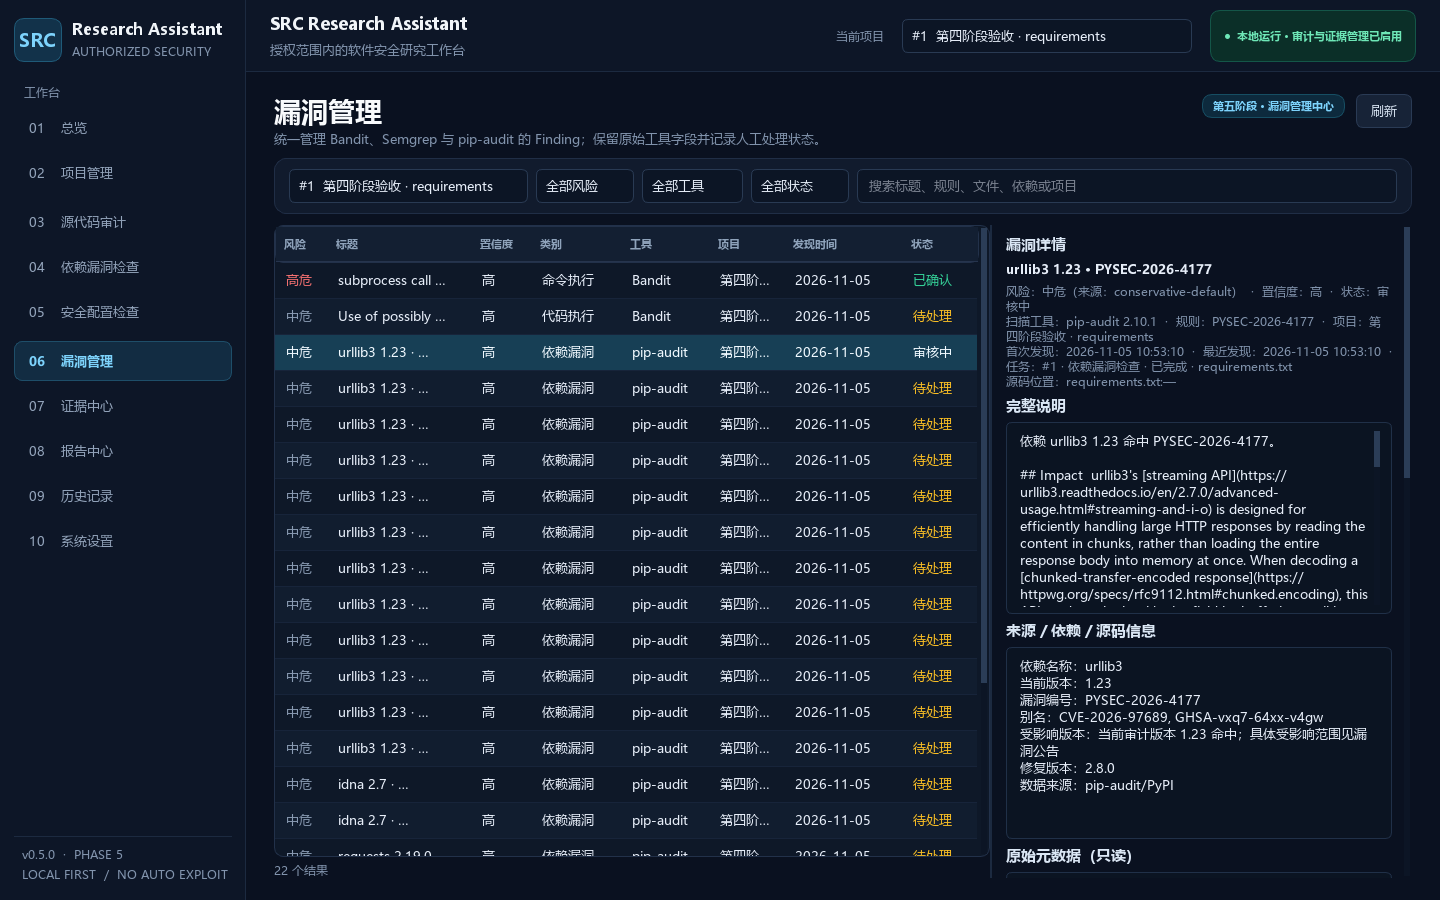 SRC
Research Assistant
AUTHORIZED SECURITY
工作台
01 总览
02 项目管理
03 源代码审计
04 依赖漏洞检查
05 安全配置检查
06 漏洞管理
07 证据中心
08 报告中心
09 历史记录
10 系统设置
v0.5.0 · PHASE 5
LOCAL FIRST / NO AUTO EXPLOIT
SRC Research Assistant
授权范围内的软件安全研究工作台
当前项目
#1 第四阶段验收 · requirements
• 本地运行 • 审计与证据管理已启用
漏洞管理
统一管理 Bandit、Semgrep 与 pip-audit 的 Finding；保留原始工具字段并记录人工处理状态。
第五阶段 • 漏洞管理中心
刷新
#1 第四阶段验收 · requirements
全部风险
全部工具
全部状态
搜索标题、规则、文件、依赖或项目
风险 标题 置信度 类别 工具 项目 发现时间 状态
高危 subprocess call ... 高 命令执行 Bandit 第四阶... 2026-11-05 已确认
中危 Use of possibly ... 高 代码执行 Bandit 第四阶... 2026-11-05 待处理
中危 urllib3 1.23 · ... 高 依赖漏洞 pip-audit 第四阶... 2026-11-05 审核中
中危 urllib3 1.23 · ... 高 依赖漏洞 pip-audit 第四阶... 2026-11-05 待处理
中危 urllib3 1.23 · ... 高 依赖漏洞 pip-audit 第四阶... 2026-11-05 待处理
中危 urllib3 1.23 · ... 高 依赖漏洞 pip-audit 第四阶... 2026-11-05 待处理
中危 urllib3 1.23 · ... 高 依赖漏洞 pip-audit 第四阶... 2026-11-05 待处理
中危 urllib3 1.23 · ... 高 依赖漏洞 pip-audit 第四阶... 2026-11-05 待处理
中危 urllib3 1.23 · ... 高 依赖漏洞 pip-audit 第四阶... 2026-11-05 待处理
中危 urllib3 1.23 · ... 高 依赖漏洞 pip-audit 第四阶... 2026-11-05 待处理
中危 urllib3 1.23 · ... 高 依赖漏洞 pip-audit 第四阶... 2026-11-05 待处理
中危 urllib3 1.23 · ... 高 依赖漏洞 pip-audit 第四阶... 2026-11-05 待处理
中危 urllib3 1.23 · ... 高 依赖漏洞 pip-audit 第四阶... 2026-11-05 待处理
中危 urllib3 1.23 · ... 高 依赖漏洞 pip-audit 第四阶... 2026-11-05 待处理
中危 idna 2.7 · ... 高 依赖漏洞 pip-audit 第四阶... 2026-11-05 待处理
中危 idna 2.7 · ... 高 依赖漏洞 pip-audit 第四阶... 2026-11-05 待处理
中危 requests 2.19.0 高 依赖漏洞 pip-audit 第四阶... 2026-11-05 待处理
22 个结果
漏洞详情
urllib3 1.23 • PYSEC-2026-4177
风险：中危（来源：conservative-default） · 置信度：高 · 状态：审
核中
扫描工具：pip-audit 2.10.1 · 规则：PYSEC-2026-4177 · 项目：第
四阶段验收 · requirements
首次发现：2026-11-05 10:53:10 · 最近发现：2026-11-05 10:53:10 ·
任务：#1 · 依赖漏洞检查 · 已完成 · requirements.txt
源码位置：requirements.txt:—
完整说明
依赖 urllib3 1.23 命中 PYSEC-2026-4177。
## Impact urllib3's [streaming API](https://
urllib3.readthedocs.io/en/2.7.0/advanced-
usage.html#streaming-and-i-o) is designed for
efficiently handling large HTTP responses by reading the
content in chunks, rather than loading the entire
response body into memory at once. When decoding a
[chunked-transfer-encoded response](https://
httpwg.org/specs/rfc9112.html#chunked.encoding), this
来源 / 依赖 / 源码信息
依赖名称：urllib3
当前版本：1.23
漏洞编号：PYSEC-2026-4177
别名：CVE-2026-97689, GHSA-vxq7-64xx-v4gw
受影响版本：当前审计版本 1.23 命中；具体受影响范围见漏
洞公告
修复版本：2.8.0
数据来源：pip-audit/PyPI
原始元数据（只读）